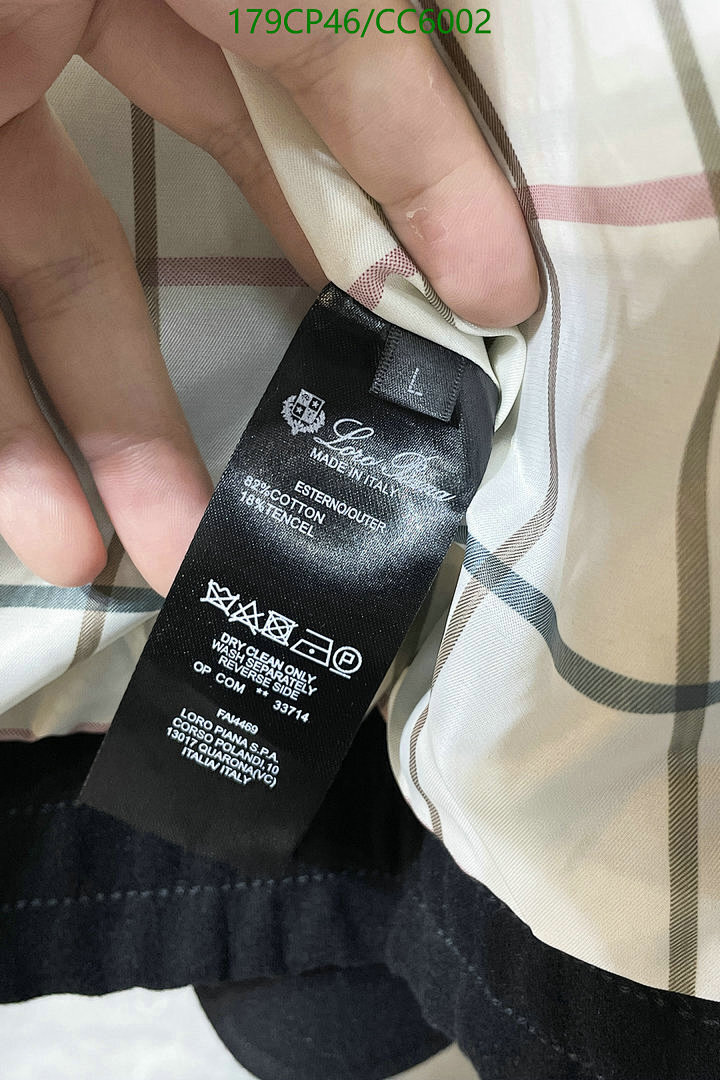 179CP46/CC6002
L
Loro Piana
MADE IN ITALY
ESTERNO/OUTER
82%COTTON
18%TENCEL
DRY CLEAN ONLY
WASH SEPARATELY
REVERSE SIDE
OP COM ** 33714
FAI4469
LORO PIANA S.P.A.
CORSO POLANDI,10
13017 QUARONA(VC)
ITALIA/ ITALY